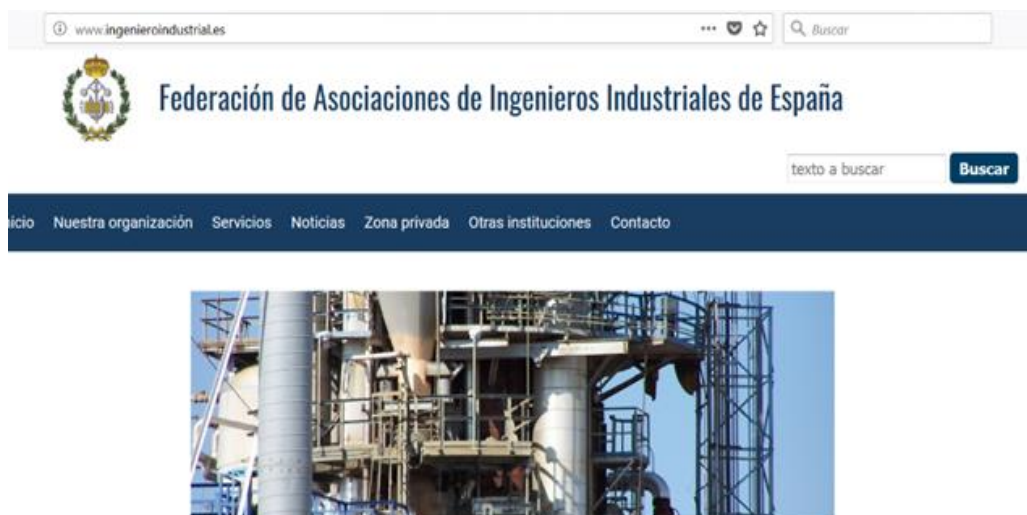 www.ingenieroindustrial.es
Buscar
Federación de Asociaciones de Ingenieros Industriales de España
texto a buscar
Buscar
nicio Nuestra organización Servicios Noticias Zona privada Otras instituciones Contacto